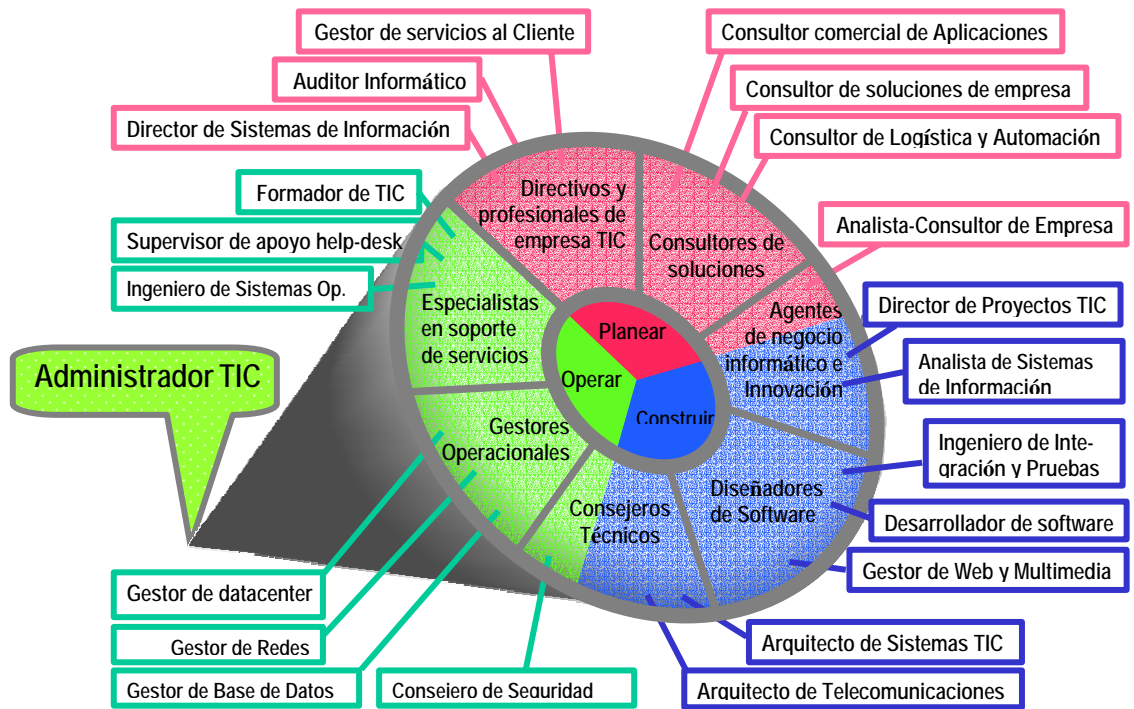 Gestor de servicios al Cliente
Consultor comercial de Aplicaciones
Auditor Informático
Consultor de soluciones de empresa
Director de Sistemas de Información
Consultor de Logística y Automación
Formador de TIC
Directivos y
profesionales de
empresa TIC
Consultores de
soluciones
Analista-Consultor de Empresa
Supervisor de apoyo help-desk
Ingeniero de Sistemas Op.
Especialistas
en soporte
de servicios
Agentes
de negocio
informático e
Innovación
Director de Proyectos TIC
Analista de Sistemas
de Información
Administrador TIC
Planear
Operar
Construir
Gestores
Operacionales
Ingeniero de Inte-
gración y Pruebas
Consejeros
Técnicos
Diseñadores
de Software
Desarrollador de software
Gestor de Web y Multimedia
Gestor de datacenter
Gestor de Redes
Arquitecto de Sistemas TIC
Gestor de Base de Datos
Consejero de Seguridad
Arquitecto de Telecomunicaciones